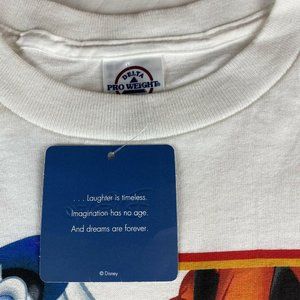 DELTA
PRO WEIGHT
. . . Laughter is timeless.
Imagination has no age.
And dreams are forever.
© Disney